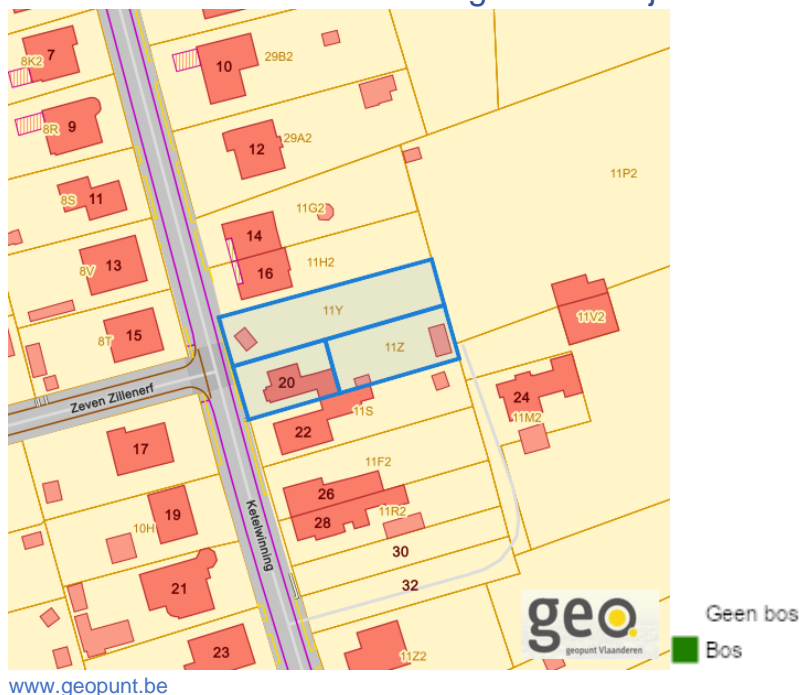 7
8K2
10
29B2
9
8R
12
29A2
11P2
8S
11
11G2
14
13
8V
16
11H2
11Y
15
8T
11Z
11V2
20
Zeven Zillenerf
24
11M2
22
11S
17
11F2
26
Ketelwinning
19
10H
28
11R2
30
21
32
geo
geopunt Vlaanderen
23
11Z2
Geen bos
Bos
www.geopunt.be